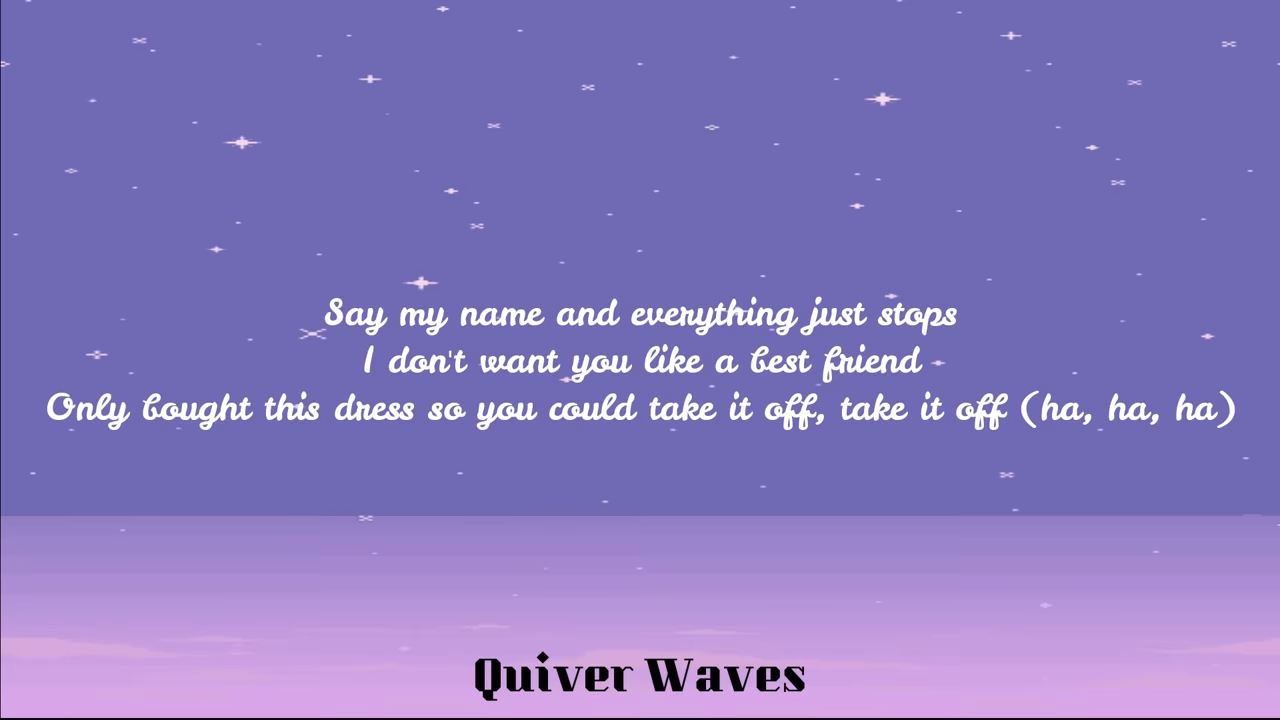 Say my name and everything just stops
I don't want you like a best friend
Only bought this dress so you could take it off, take it off (ha, ha, ha)
Quiver Waves